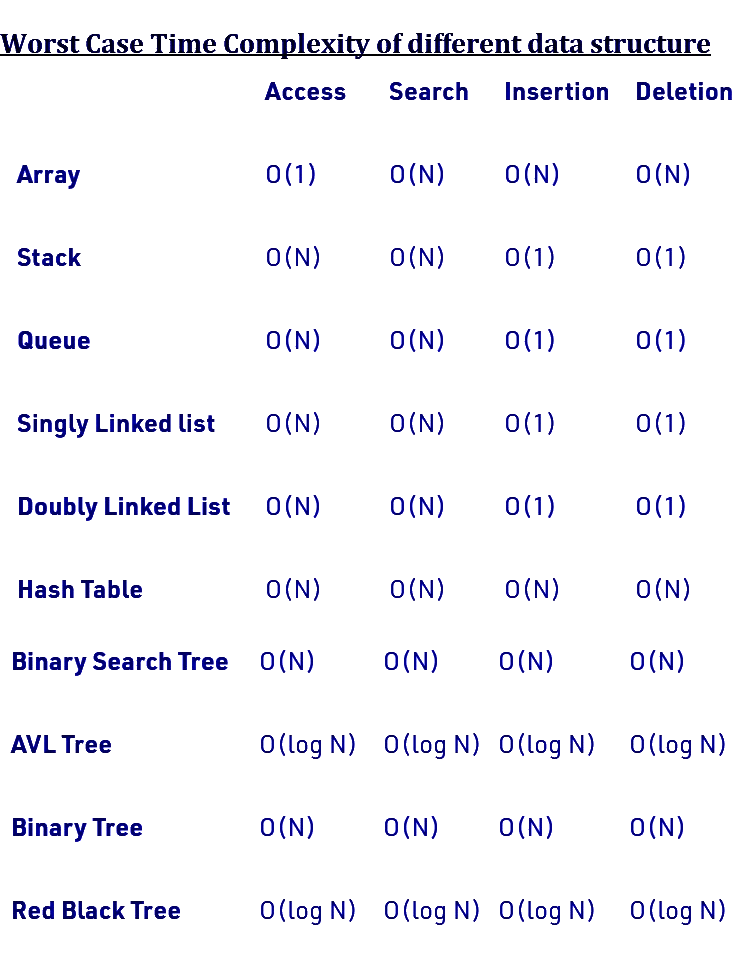 Worst Case Time Complexity of different data structure
Access Search Insertion Deletion
Array O(1) O(N) O(N) O(N)
Stack O(N) O(N) O(1) O(1)
Queue O(N) O(N) O(1) O(1)
Singly Linked list O(N) O(N) O(1) O(1)
Doubly Linked List O(N) O(N) O(1) O(1)
Hash Table O(N) O(N) O(N) O(N)
Binary Search Tree O(N) O(N) O(N) O(N)
AVL Tree O(log N) O(log N) O(log N) O(log N)
Binary Tree O(N) O(N) O(N) O(N)
Red Black Tree O(log N) O(log N) O(log N) O(log N)